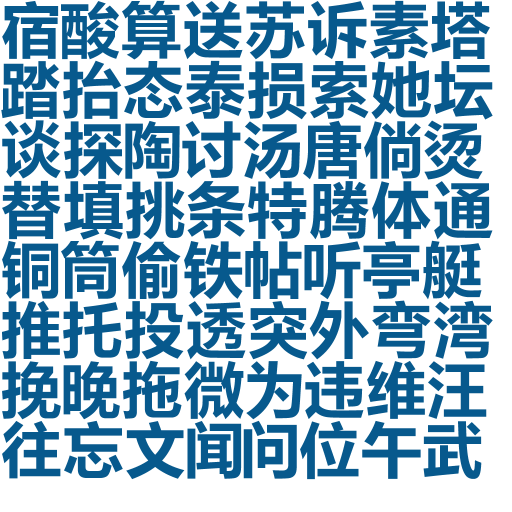 宿酸算送苏诉素塔
踏抬态泰损索她坛
谈探陶讨汤唐倘烫
替填挑条特腾体通
铜筒偷铁帖听亭艇
推托投透突外弯湾
挽晚拖微为违维汪
往忘文闻问位午武